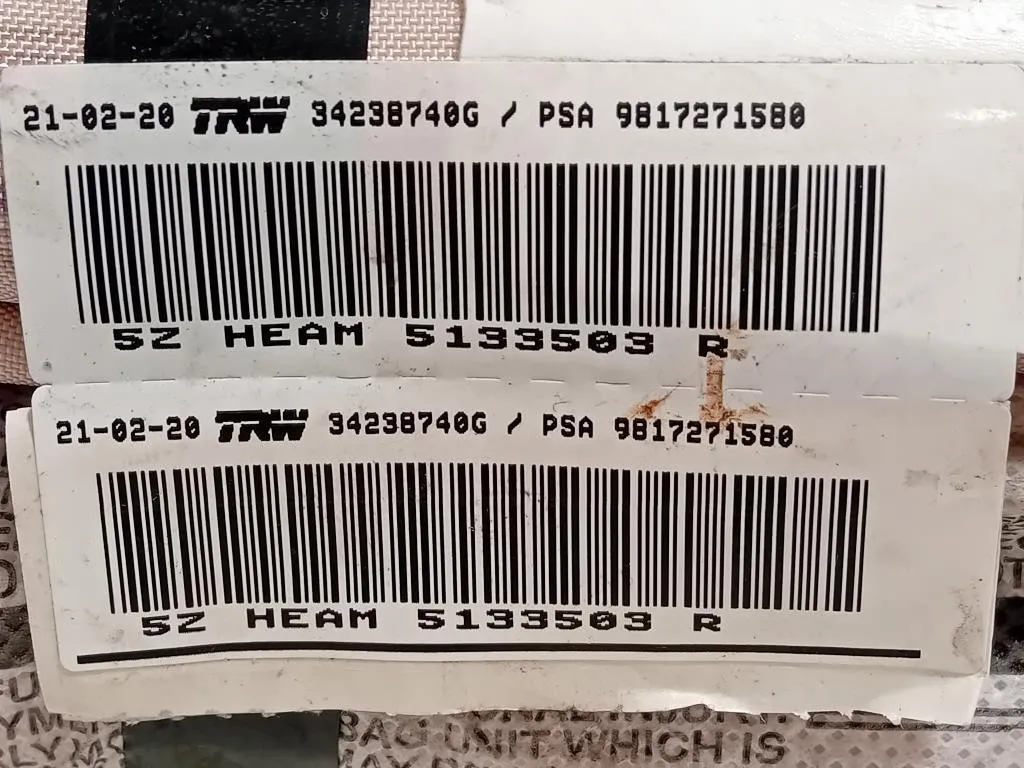 21-02-20 TRW 34238740G / PSA 9817271580
5Z HEAM 5133503 R
21-02-20 TRW 34238740G / PSA 9817271580
5Z HEAM 5133503 R
BAG UNIT WHICH IS